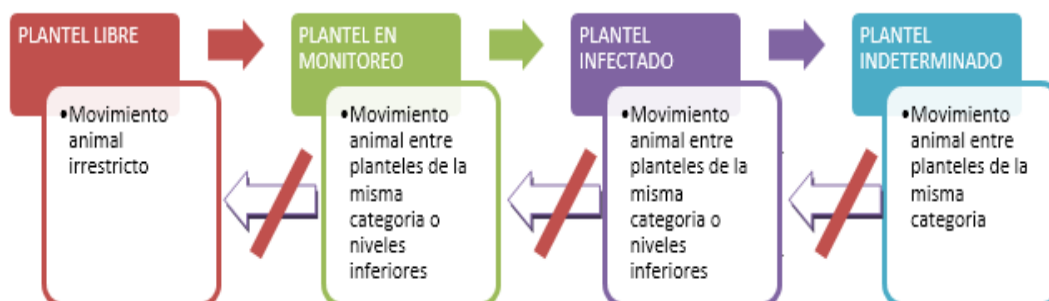 PLANTEL LIBRE
•Movimiento
animal
irrestricto
PLANTEL EN
MONITOREO
•Movimiento
animal entre
planteles de la
misma
categoria o
niveles
inferiores
PLANTEL
INFECTADO
•Movimiento
animal entre
planteles de la
misma
categoria o
niveles
inferiores
PLANTEL
INDETERMINADO
•Movimiento
animal entre
planteles de la
misma
categoria